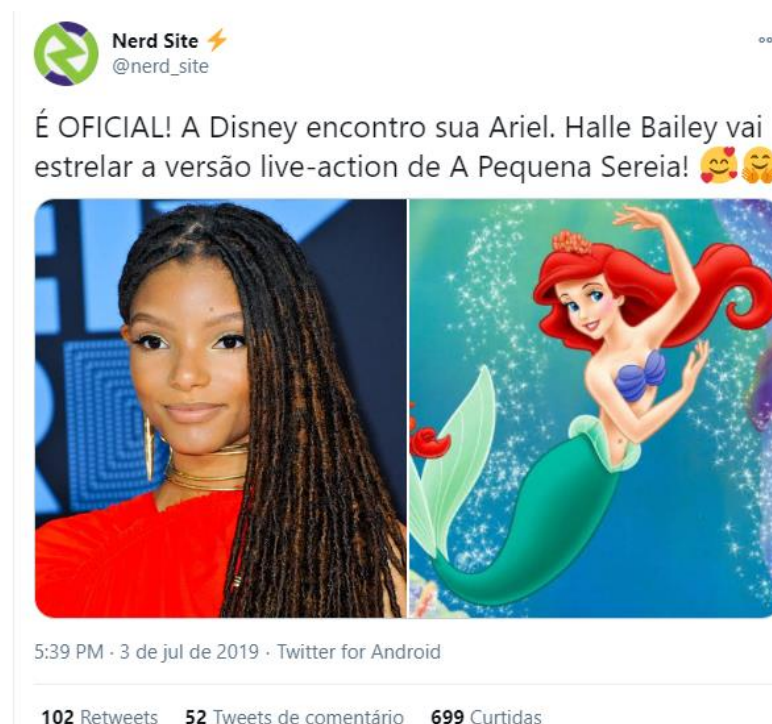 Nerd Site ⚡
@nerd_site
É OFICIAL! A Disney encontro sua Ariel. Halle Bailey vai
estrelar a versão live-action de A Pequena Sereia! 🥰🤗
5:39 PM · 3 de jul de 2019 · Twitter for Android
102 Retweets 52 Tweets de comentário 699 Curtidas